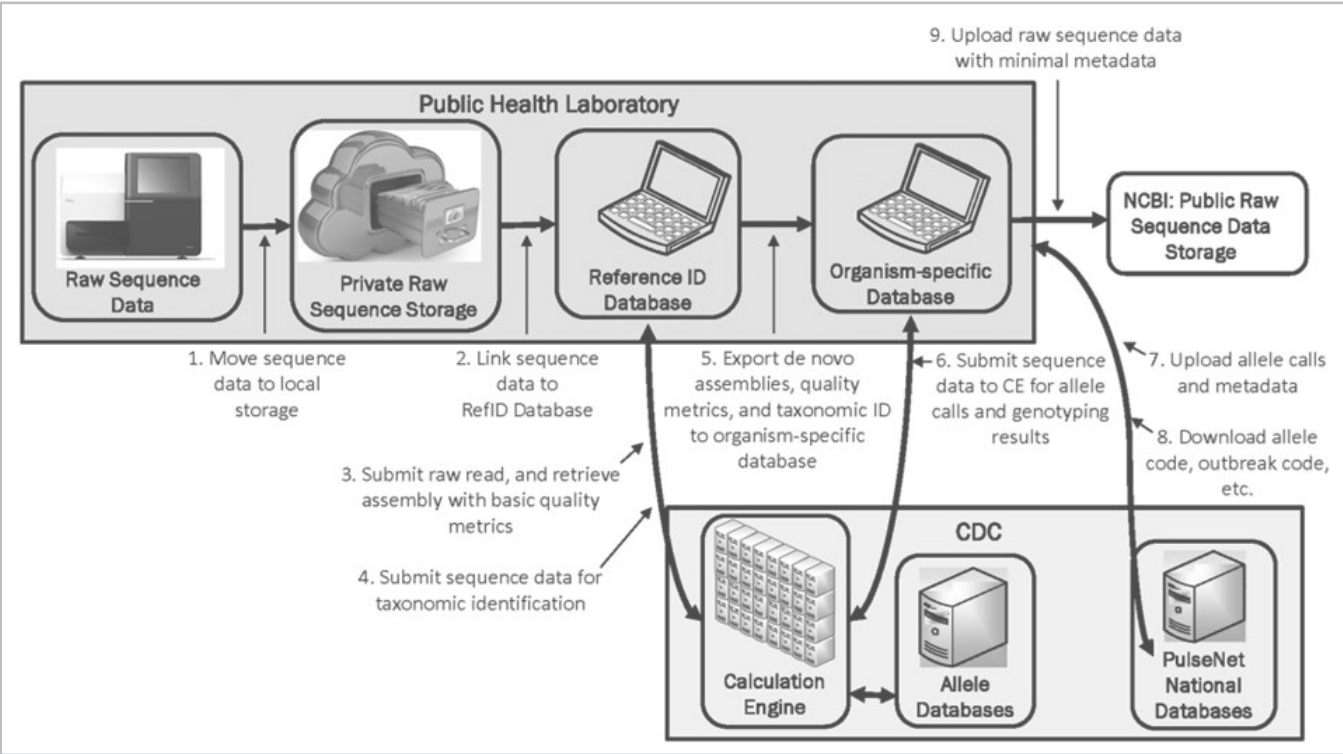 9. Upload raw sequence data
with minimal metadata
Public Health Laboratory
Raw Sequence
Data
Private Raw
Sequence Storage
Reference ID
Database
Organism-specific
Database
NCBI: Public Raw
Sequence Data
Storage
1. Move sequence
data to local
storage
2. Link sequence
data to
RefID Database
5. Export de novo
assemblies, quality
metrics, and taxonomic ID
to organism-specific
database
6. Submit sequence
data to CE for allele
calls and genotyping
results
7. Upload allele calls
and metadata
8. Download allele
code, outbreak code,
etc.
3. Submit raw read, and retrieve
assembly with basic quality
metrics
4. Submit sequence data for
taxonomic identification
CDC
Calculation
Engine
Allele
Databases
PulseNet
National
Databases